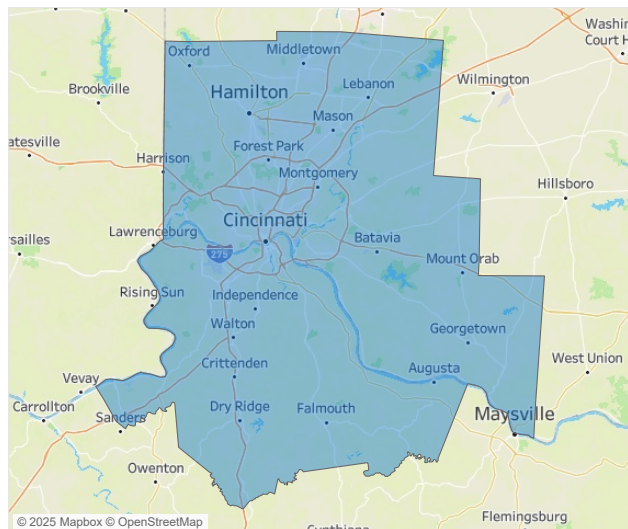 Washin
Court H
Oxford
Middletown
Brookville
Hamilton
Lebanon
Wilmington
Mason
atesville
Harrison
Forest Park
Montgomery
Hillsboro
Cincinnati
Lawrenceburg
ersailles
275
Batavia
Mount Orab
Rising Sun
Independence
Walton
Georgetown
West Union
Crittenden
Vevay
Augusta
Carrollton
Sanders
Dry Ridge
Falmouth
Maysville
Owenton
Flemingsburg
© 2025 Mapbox © OpenStreetMap